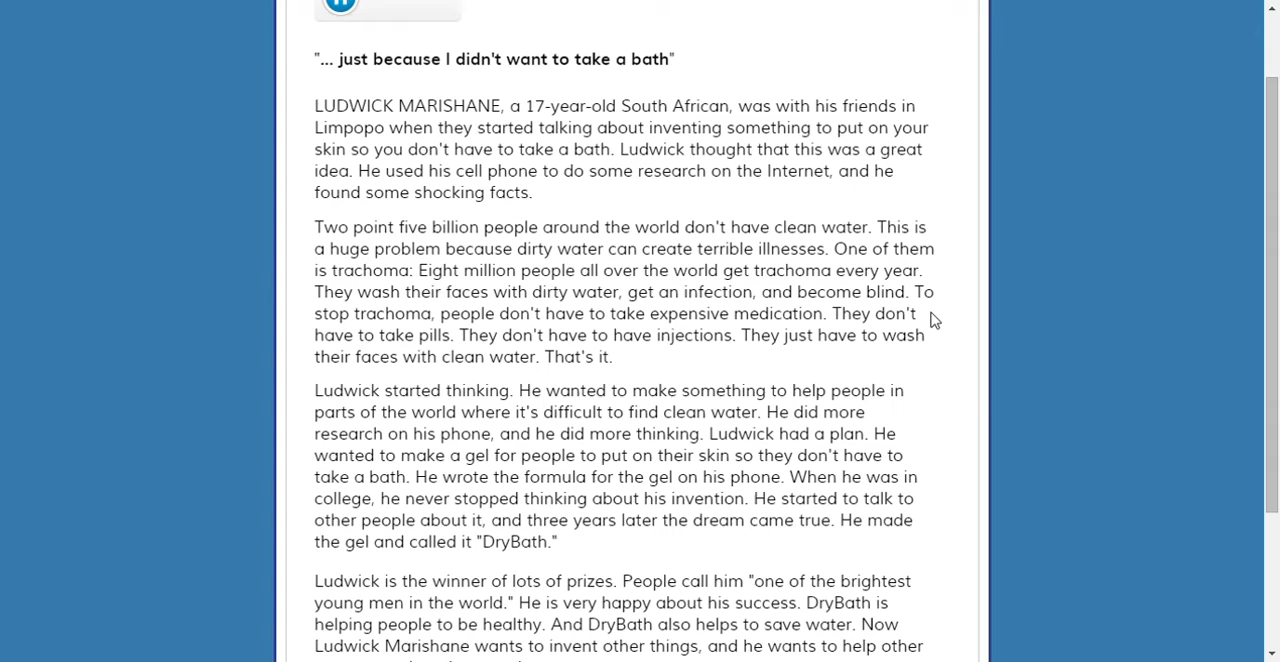 "... just because I didn't want to take a bath"
LUDWICK MARISHANE, a 17-year-old South African, was with his friends in
Limpopo when they started talking about inventing something to put on your
skin so you don't have to take a bath. Ludwick thought that this was a great
idea. He used his cell phone to do some research on the Internet, and he
found some shocking facts.
Two point five billion people around the world don't have clean water. This is
a huge problem because dirty water can create terrible illnesses. One of them
is trachoma: Eight million people all over the world get trachoma every year.
They wash their faces with dirty water, get an infection, and become blind. To
stop trachoma, people don't have to take expensive medication. They don't
have to take pills. They don't have to have injections. They just have to wash
their faces with clean water. That's it.
Ludwick started thinking. He wanted to make something to help people in
parts of the world where it's difficult to find clean water. He did more
research on his phone, and he did more thinking. Ludwick had a plan. He
wanted to make a gel for people to put on their skin so they don't have to
take a bath. He wrote the formula for the gel on his phone. When he was in
college, he never stopped thinking about his invention. He started to talk to
other people about it, and three years later the dream came true. He made
the gel and called it "DryBath."
Ludwick is the winner of lots of prizes. People call him "one of the brightest
young men in the world." He is very happy about his success. DryBath is
helping people to be healthy. And DryBath also helps to save water. Now
Ludwick Marishane wants to invent other things, and he wants to help other